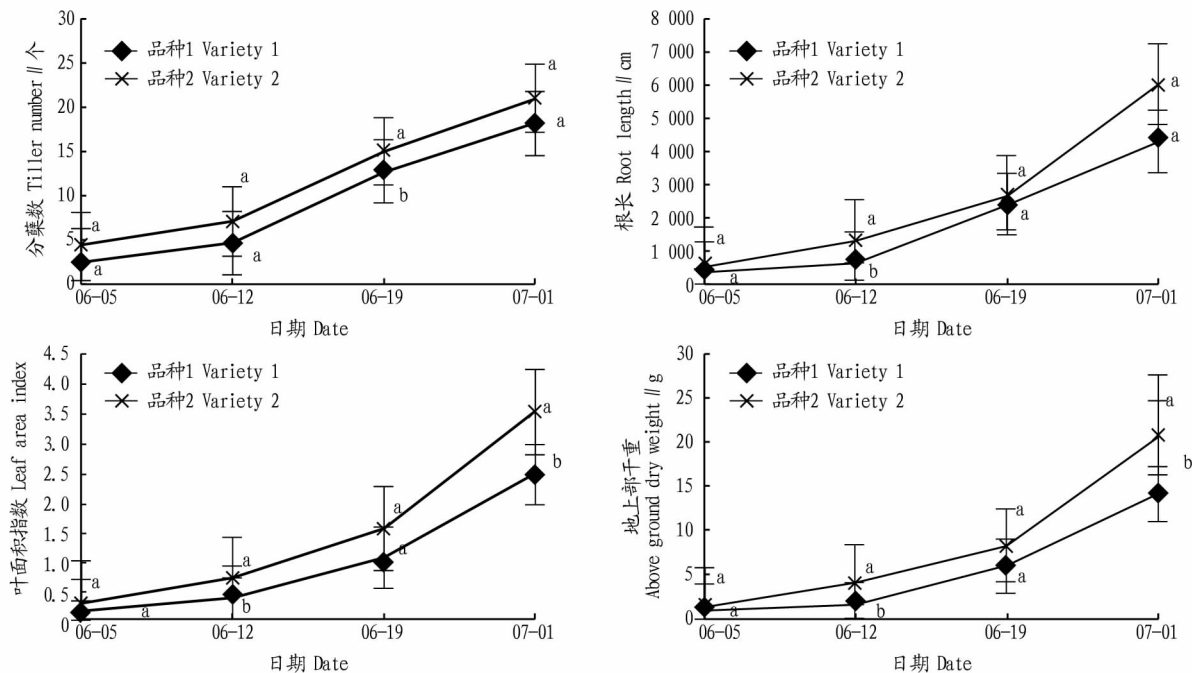 30
25
20
15
10
5
0
分蘖数 Tiller number∥个
品种1 Variety 1
品种2 Variety 2
a
a
a
a
a
b
a
a
06-05
06-12
06-19
07-01
日期 Date
8 000
7 000
6 000
5 000
4 000
3 000
2 000
1 000
0
根长 Root length∥cm
品种1 Variety 1
品种2 Variety 2
a
a
a
b
a
a
a
a
06-05
06-12
06-19
07-01
日期 Date
4.5
4.0
3.5
3.0
2.5
2.0
1.5
1.0
0.5
0
叶面积指数 Leaf area index
品种1 Variety 1
品种2 Variety 2
a
a
a
b
a
a
a
b
06-05
06-12
06-19
07-01
日期 Date
30
25
20
15
10
5
0
地上部干重
Above ground dry weight∥g
品种1 Variety 1
品种2 Variety 2
a
a
a
b
a
a
a
b
06-05
06-12
06-19
07-01
日期 Date